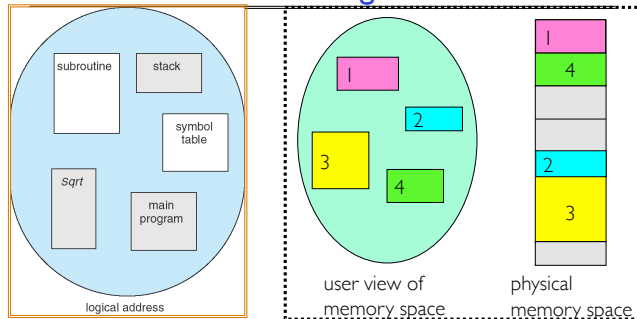 subroutine
stack
symbol
table
Sqrt
main
program
logical address
1
2
3
4
user view of
memory space
1
4
2
3
physical
memory space